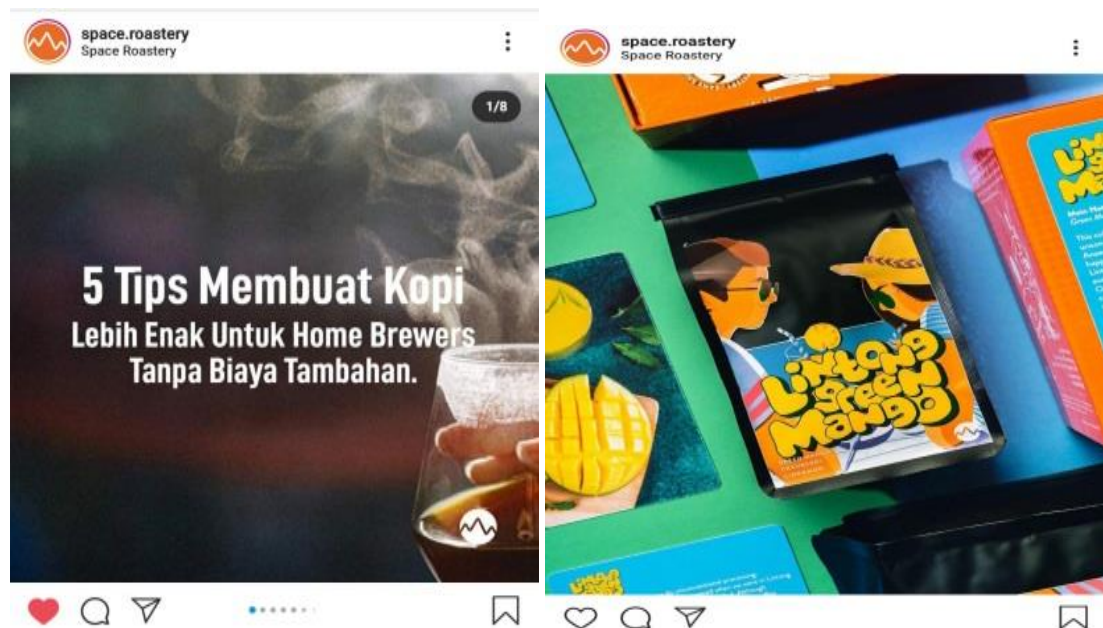 space.roastery
Space Roastery
1/8
5 Tips Membuat Kopi
Lebih Enak Untuk Home Brewers
Tanpa Biaya Tambahan.
space.roastery
Space Roastery
Lintong
green
Mango